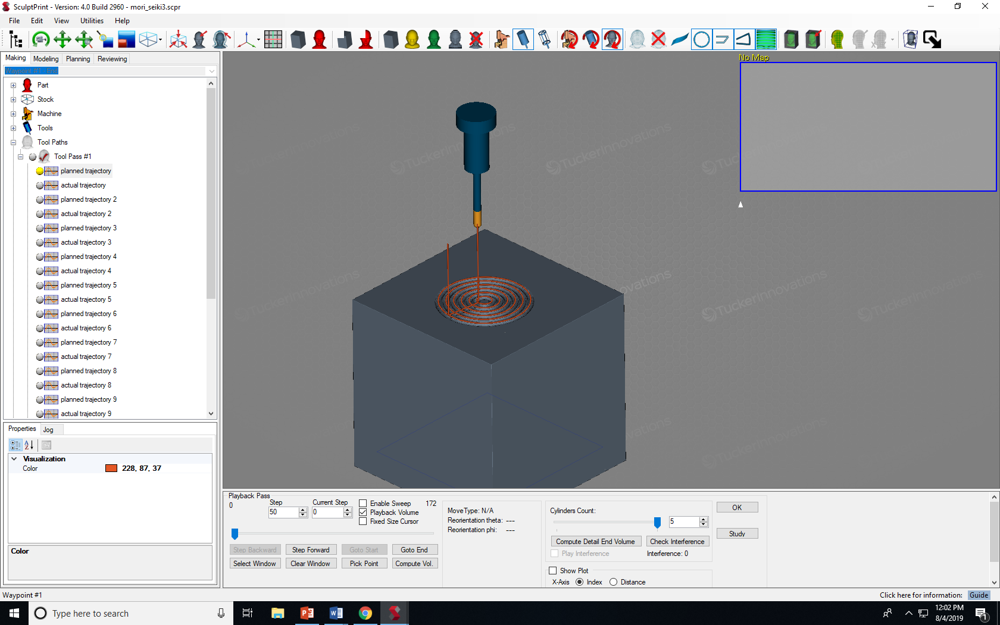 SculptPrint - Version: 4.0 Build 2960 - mori_seiki3.scpr
File Edit View Utilities Help
Making Modeling Planning Reviewing
Waypoint #1 - End
Part
Stock
Machine
Tools
Tool Paths
Tool Pass #1
planned trajectory
actual trajectory
planned trajectory 2
actual trajectory 2
planned trajectory 3
actual trajectory 3
planned trajectory 4
actual trajectory 4
planned trajectory 5
actual trajectory 5
planned trajectory 6
actual trajectory 6
planned trajectory 7
actual trajectory 7
planned trajectory 8
actual trajectory 8
planned trajectory 9
actual trajectory 9
Properties Jog
Visualization
Color 228, 87, 37
Color
No Map
TuckerInnovations
TuckerInnovations
TuckerInnovations
TuckerInnovations
Playback Pass
0
Step
50
Current Step
0
Enable Sweep 172
Playback Volume
Fixed Size Cursor
Step Backward Step Forward Goto Start Goto End
Select Window Clear Window Pick Point Compute Vol.
MoveType: N/A
Reorientation theta: ---
Reorientation phi: ---
Cylinders Count:
5
Compute Detail End Volume Check Interference
Play Interference Interference: 0
Show Plot
X-Axis Index Distance
OK
Study
Waypoint #1
Click here for information: Guide
Type here to search
12:02 PM
8/4/2019
1